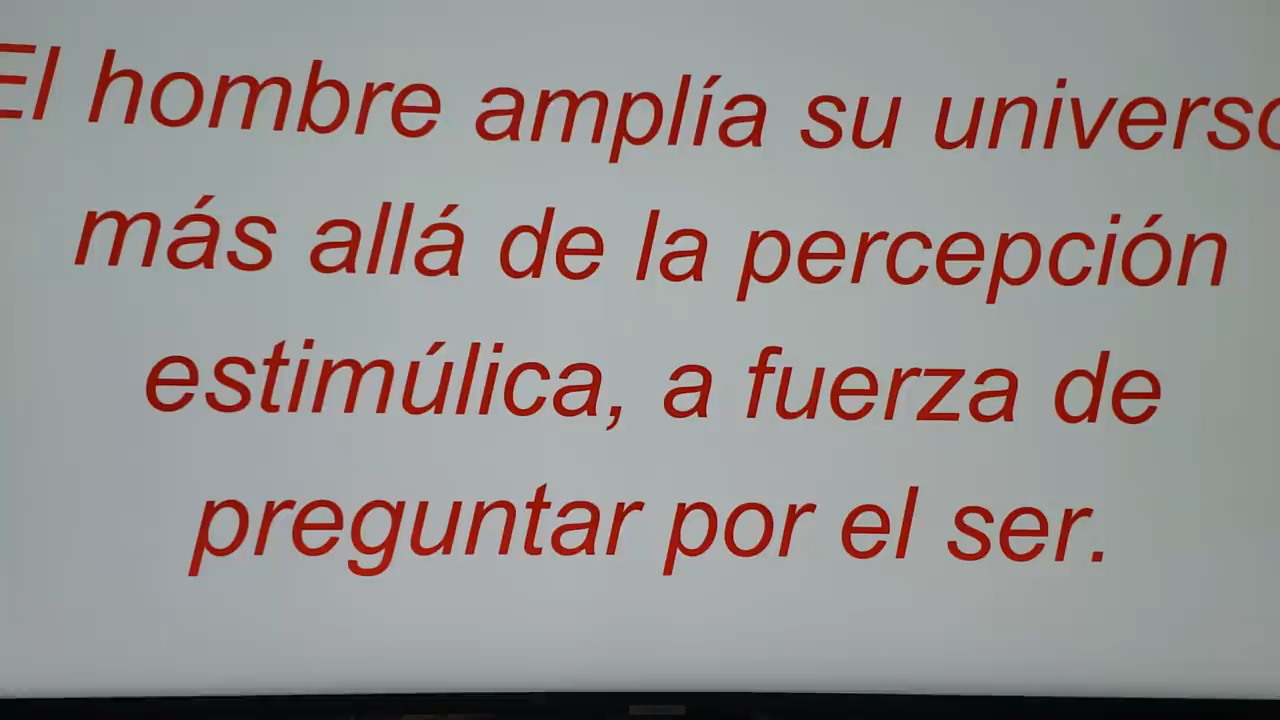 El hombre amplía su universo
más allá de la percepción
estimúlica, a fuerza de
preguntar por el ser.